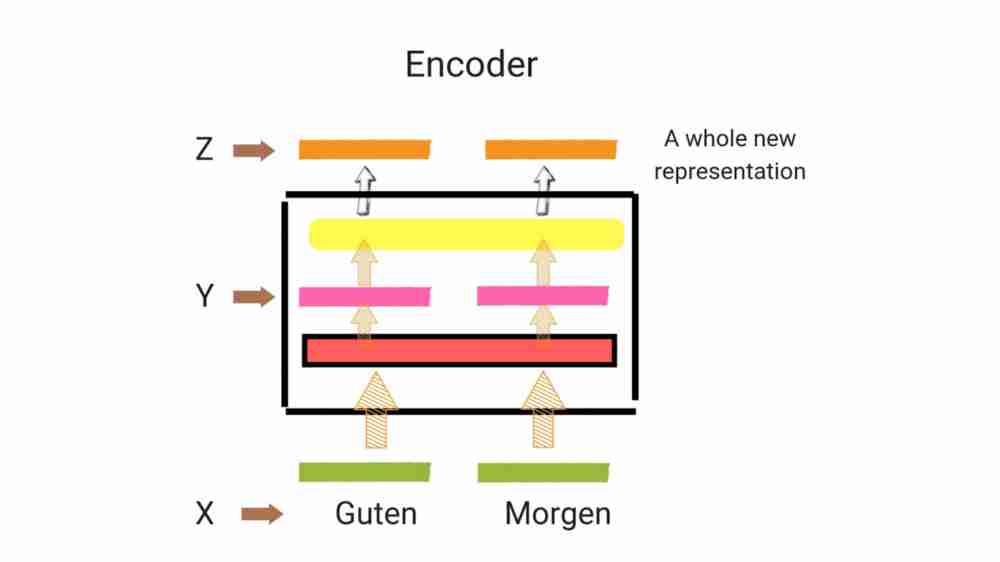 Encoder
Z
A whole new
representation
Y
X
Guten Morgen